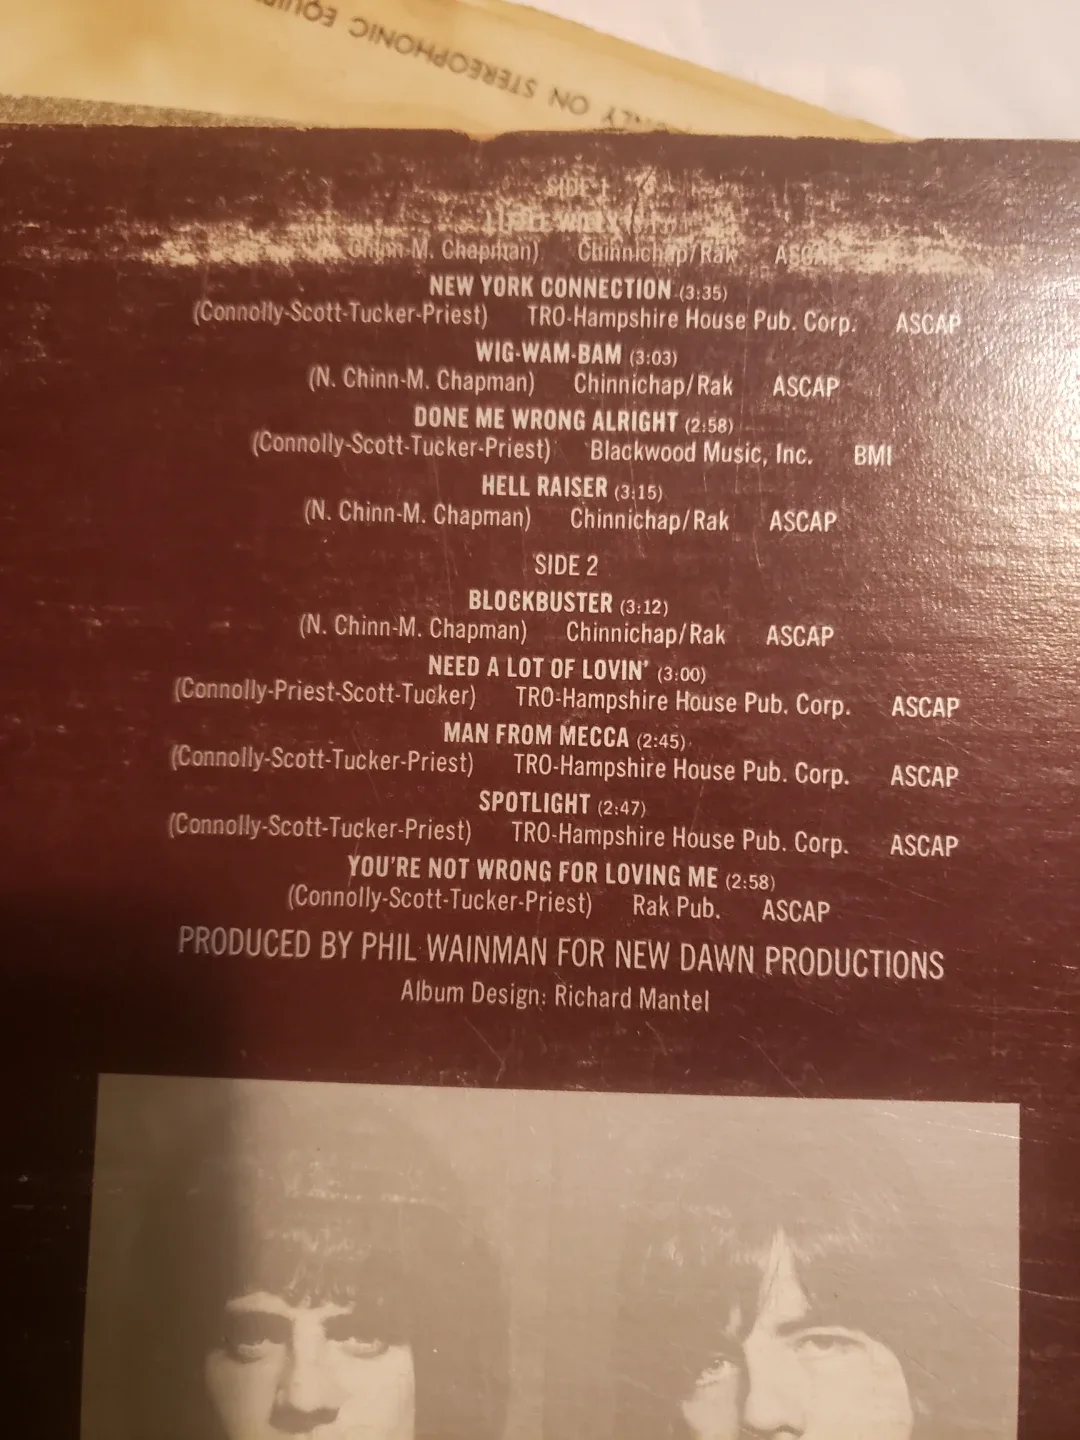 ON STEREOPHONIC
SIDE 1
Chinn-M. Chapman) Chinnichap/Rak ASCAP
NEW YORK CONNECTION (3:35)
(Connolly-Scott-Tucker-Priest) TRO-Hampshire House Pub. Corp. ASCAP
WIG-WAM-BAM (3:03)
(N. Chinn-M. Chapman) Chinnichap/Rak ASCAP
DONE ME WRONG ALRIGHT (2:58)
(Connolly-Scott-Tucker-Priest) Blackwood Music, Inc. BMI
HELL RAISER (3:15)
(N. Chinn-M. Chapman) Chinnichap/Rak ASCAP
SIDE 2
BLOCKBUSTER (3:12)
(N. Chinn-M. Chapman) Chinnichap/Rak ASCAP
NEED A LOT OF LOVIN' (3:00)
(Connolly-Priest-Scott-Tucker) TRO-Hampshire House Pub. Corp. ASCAP
MAN FROM MECCA (2:45)
(Connolly-Scott-Tucker-Priest) TRO-Hampshire House Pub. Corp. ASCAP
SPOTLIGHT (2:47)
(Connolly-Scott-Tucker-Priest) TRO-Hampshire House Pub. Corp. ASCAP
YOU'RE NOT WRONG FOR LOVING ME (2:58)
(Connolly-Scott-Tucker-Priest) Rak Pub. ASCAP
PRODUCED BY PHIL WAINMAN FOR NEW DAWN PRODUCTIONS
Album Design: Richard Mantel